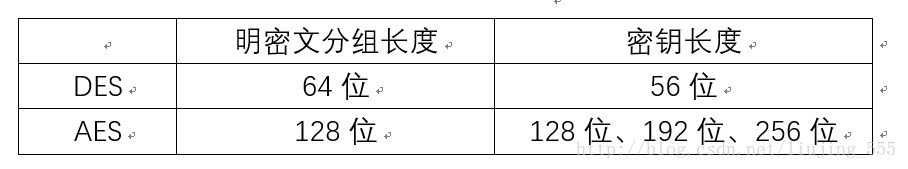 明密文分组长度 密钥长度
DES 64 位 56 位
AES 128 位 128 位、192 位、256 位
http://blog.csdn.net/liujing_555